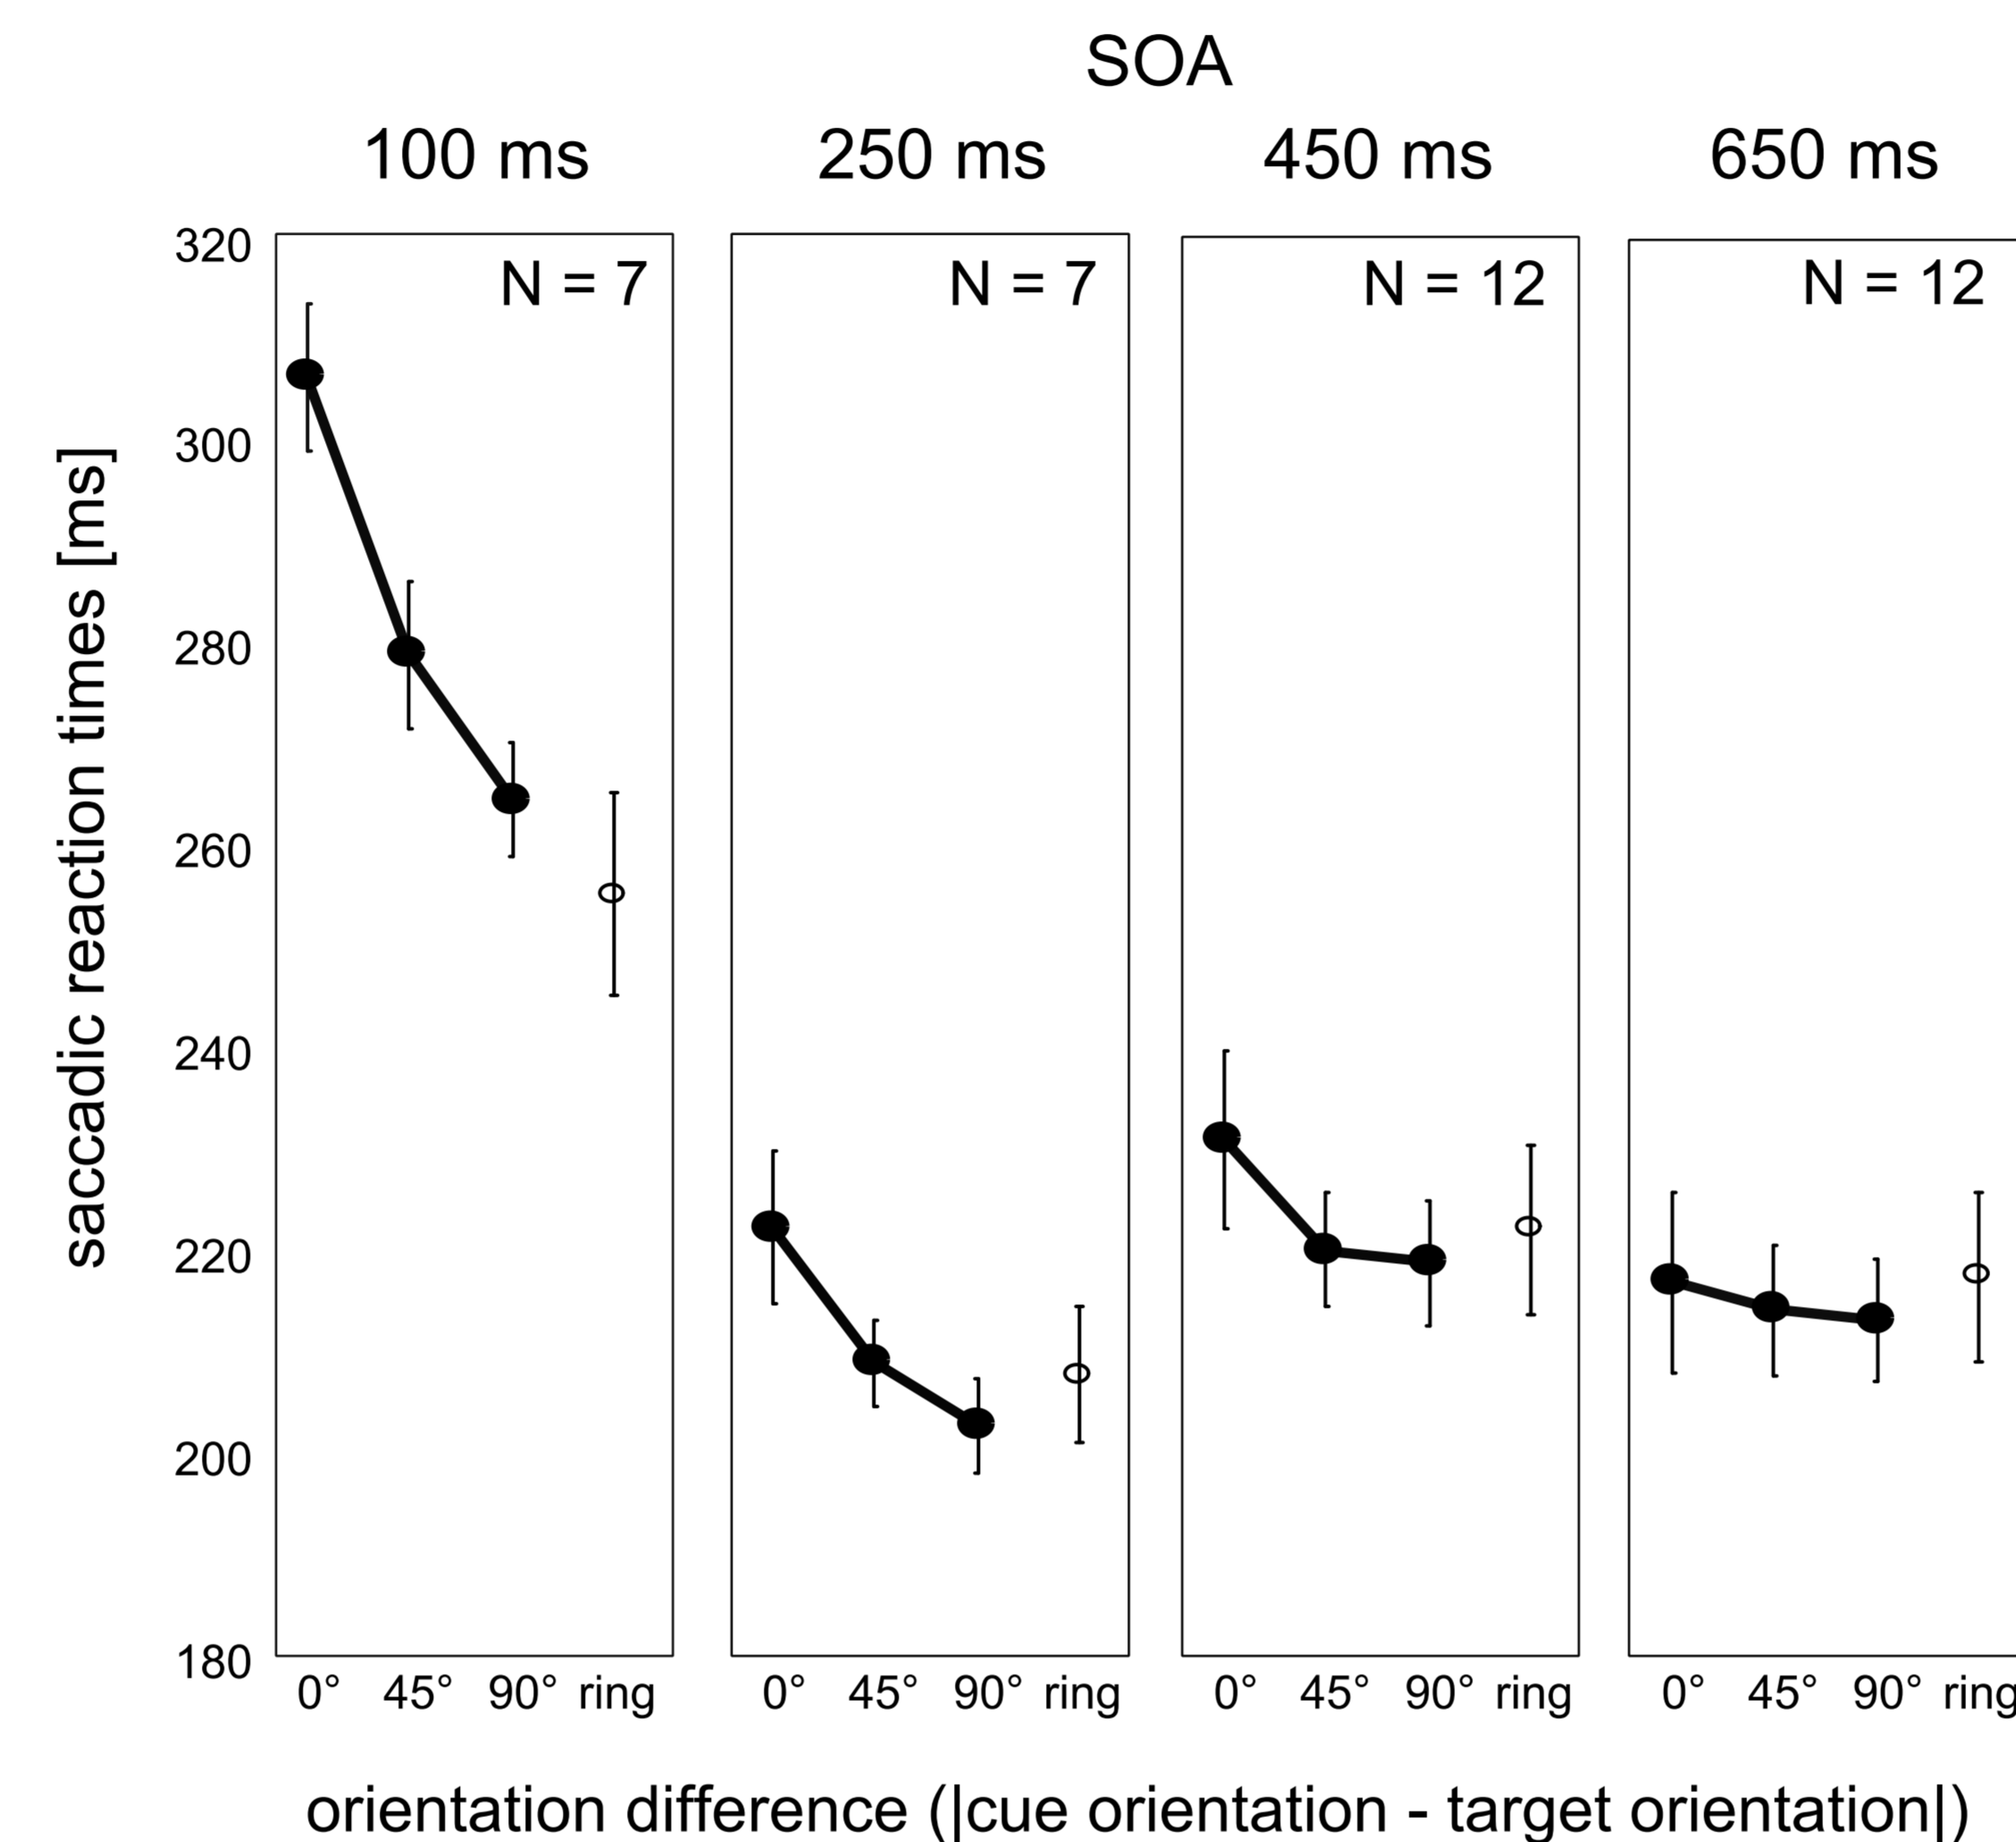 SOA
100 ms 250 ms 450 ms 650 ms
N = 7 N = 7 N = 12 N = 12
saccadic reaction times [ms]
320
300
280
260
240
220
200
180
0° 45° 90° ring 0° 45° 90° ring 0° 45° 90° ring 0° 45° 90° ring
orientation difference (|cue orientation - target orientation|)